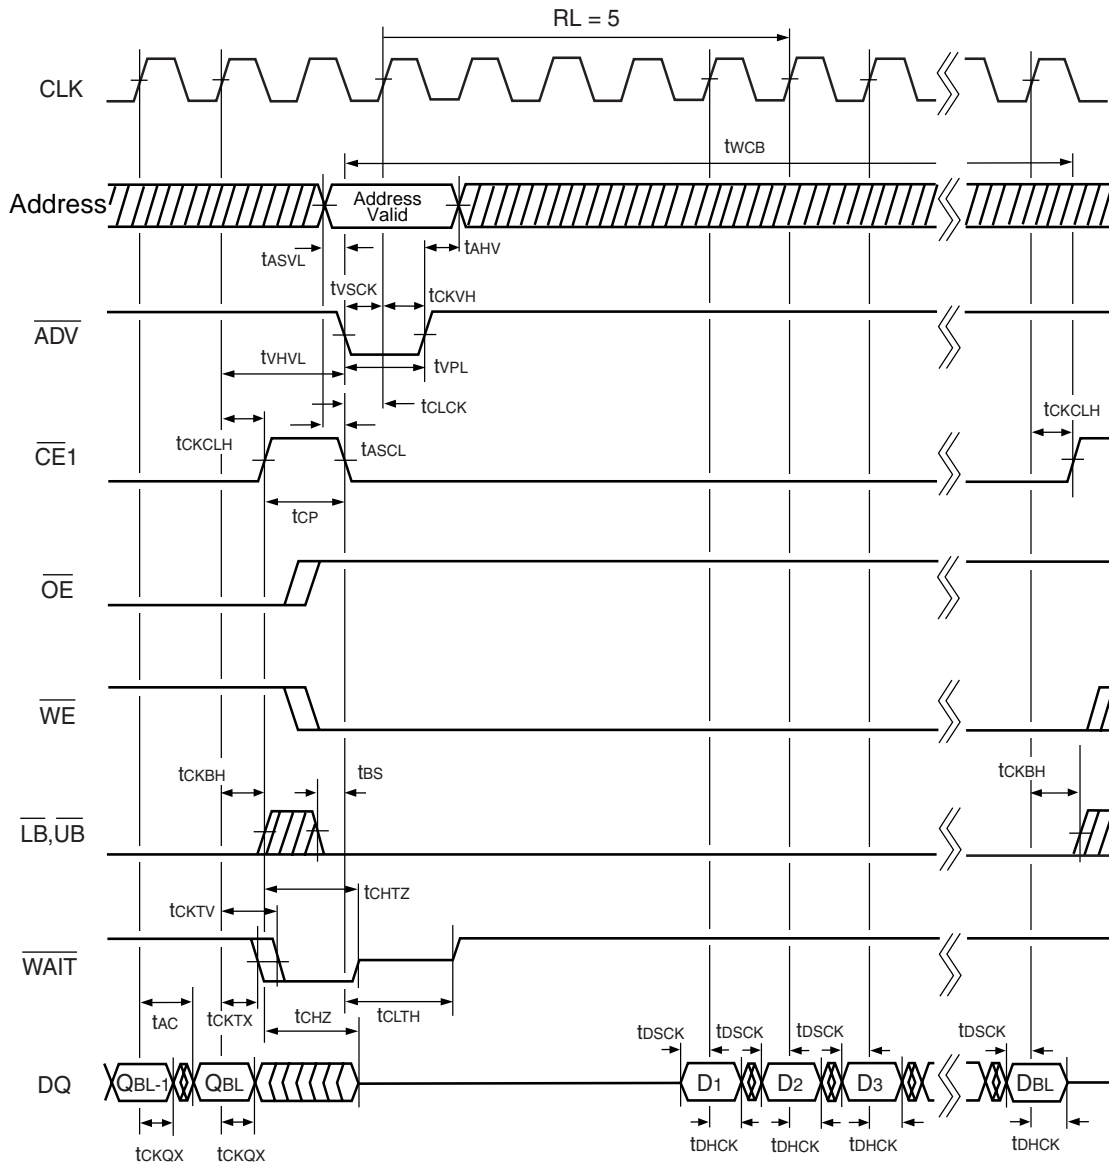 RL = 5
CLK
tWCB
Address
Address
Valid
tASVL
tAHV
tVSCK
tCKVH
ADV
tVHVL
tVPL
tCLCK
tCKCLH
tASCL
tCKCLH
CE1
tCP
OE
WE
tCKBH
tBS
tCKBH
LB,UB
tCHTZ
tCKTV
WAIT
tAC
tCKTX
tCHZ
tCLTH
tDSCK
tDSCK
tDSCK
tDSCK
DQ
QBL-1
QBL
D1
D2
D3
DBL
tCKQX
tCKQX
tDHCK
tDHCK
tDHCK
tDHCK